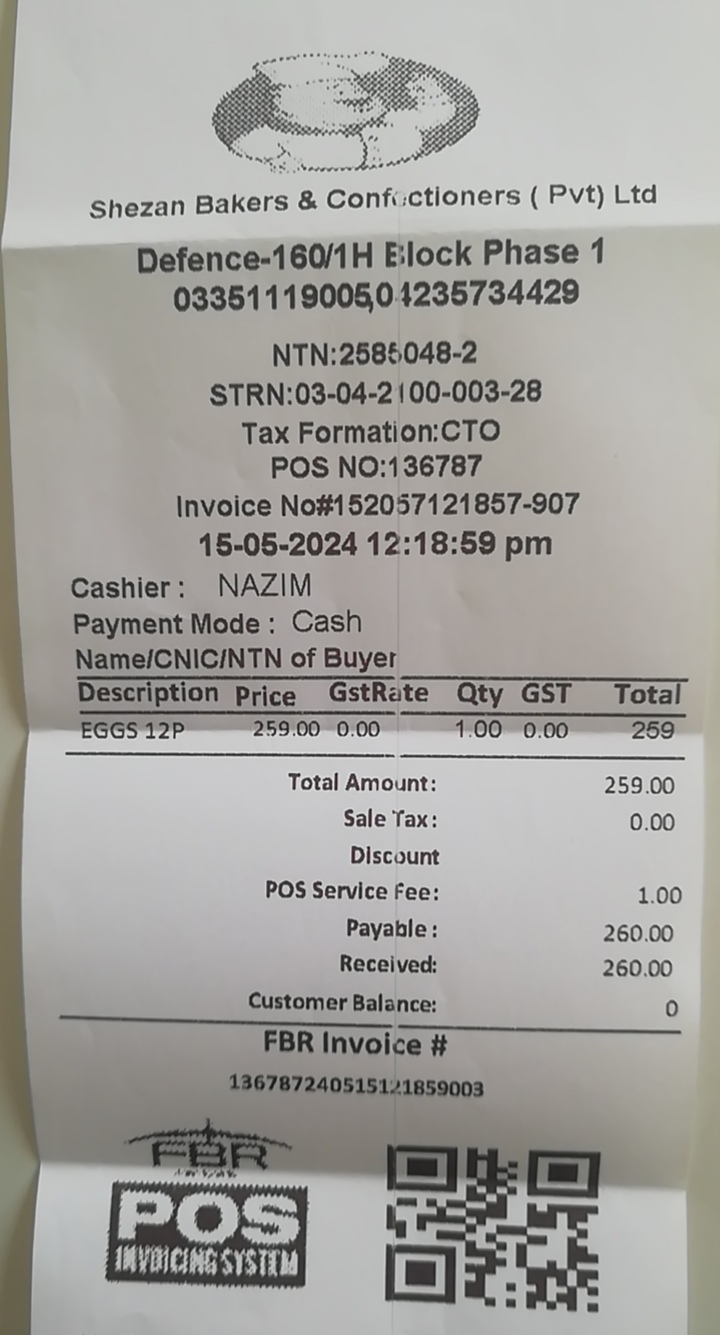 Shezan Bakers & Confectioners ( Pvt) Ltd
Defence-160/1H Block Phase 1
03351119005,04235734429
NTN:2585048-2
STRN:03-04-2100-003-28
Tax Formation:CTO
POS NO:136787
Invoice No#152057121857-907
15-05-2024 12:18:59 pm
Cashier : NAZIM
Payment Mode : Cash
Name/CNIC/NTN of Buyer
Description Price GstRate Qty GST Total
EGGS 12P 259.00 0.00 1.00 0.00 259
Total Amount: 259.00
Sale Tax: 0.00
Discount
POS Service Fee: 1.00
Payable : 260.00
Received: 260.00
Customer Balance: 0
FBR Invoice #
136787240515121859003
FBR
POS
INVOICING SYSTEM